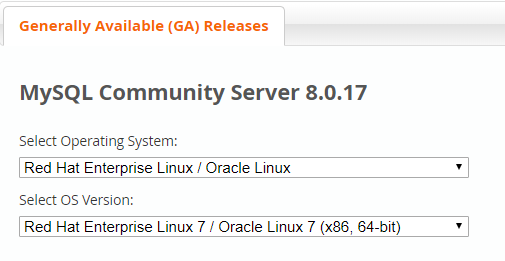 Generally Available (GA) Releases
MySQL Community Server 8.0.17
Select Operating System:
Red Hat Enterprise Linux / Oracle Linux
Select OS Version:
Red Hat Enterprise Linux 7 / Oracle Linux 7 (x86, 64-bit)